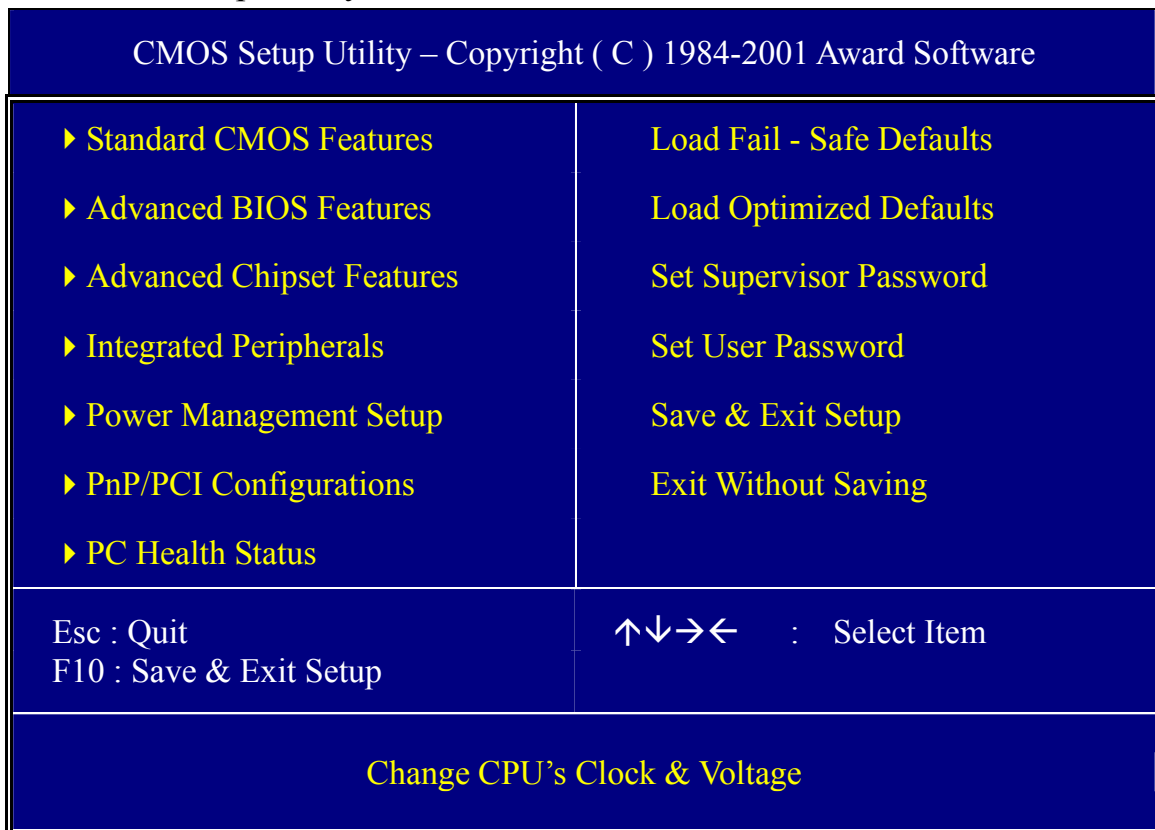 CMOS Setup Utility – Copyright ( C ) 1984-2001 Award Software
Standard CMOS Features
Advanced BIOS Features
Advanced Chipset Features
Integrated Peripherals
Power Management Setup
PnP/PCI Configurations
PC Health Status
Load Fail - Safe Defaults
Load Optimized Defaults
Set Supervisor Password
Set User Password
Save & Exit Setup
Exit Without Saving
Esc : Quit
F10 : Save & Exit Setup
↑↓→← : Select Item
Change CPU’s Clock & Voltage